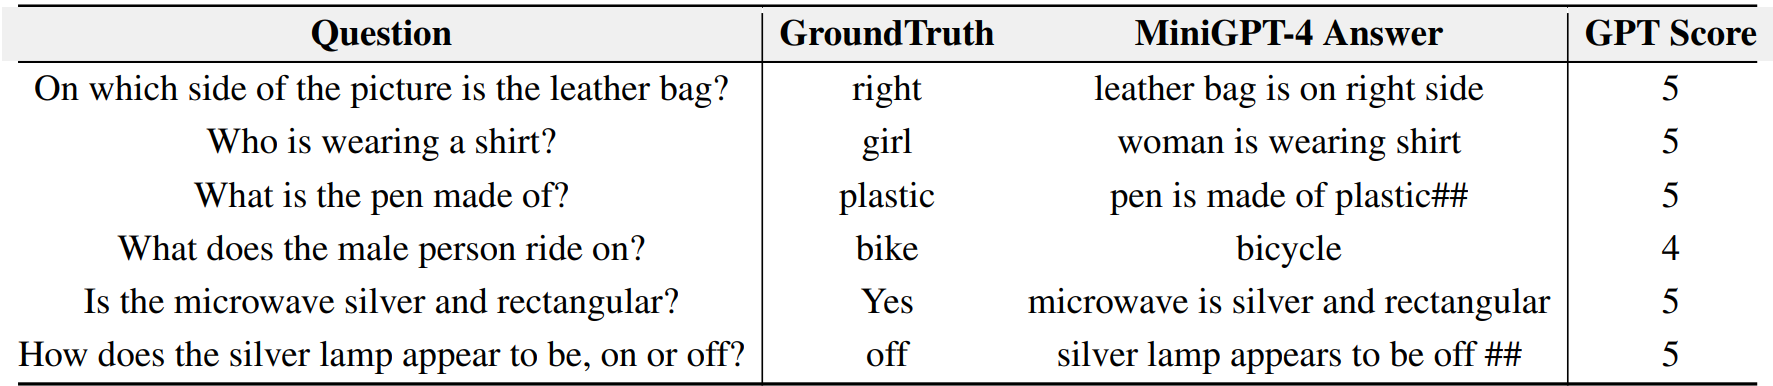 Question GroundTruth MiniGPT-4 Answer GPT Score
On which side of the picture is the leather bag? right leather bag is on right side 5
Who is wearing a shirt? girl woman is wearing shirt 5
What is the pen made of? plastic pen is made of plastic## 5
What does the male person ride on? bike bicycle 4
Is the microwave silver and rectangular? Yes microwave is silver and rectangular 5
How does the silver lamp appear to be, on or off? off silver lamp appears to be off ## 5